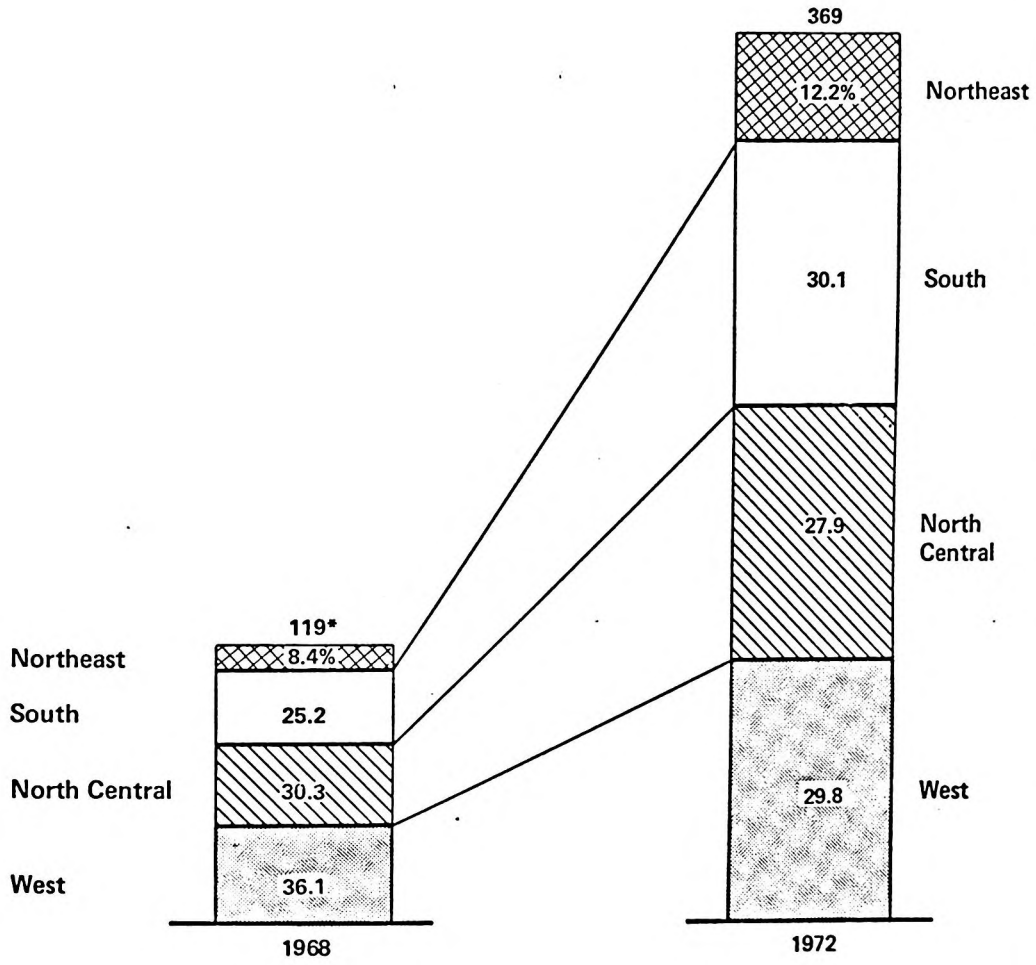 369
12.2%
Northeast
30.1
South
27.9
North
Central
119*
Northeast
8.4%
South
25.2
North Central
30.3
29.8
West
West
36.1
1968
1972